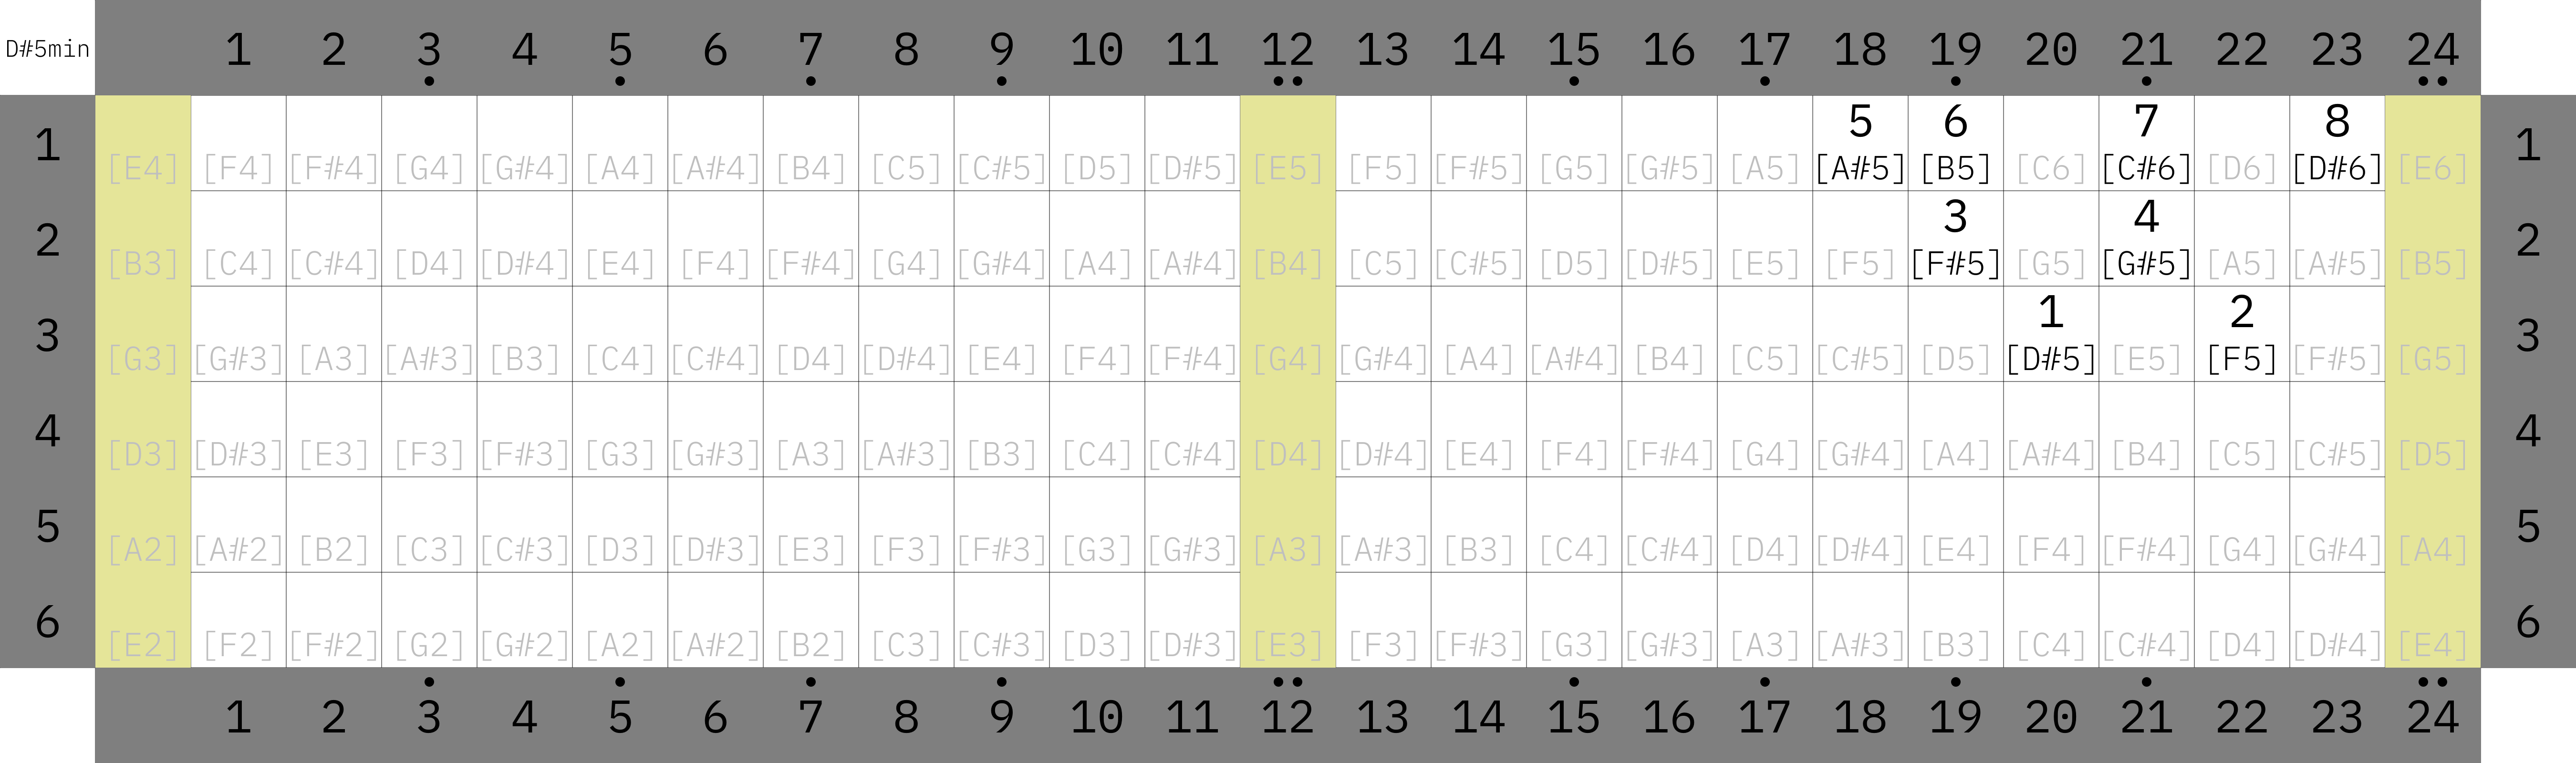 1 2 3 4 5 6 7 8 9 10 11 12 13 14 15 16 17 18 19 20 21 22 23 24
D#5min
5 6 7 8
1 [E4] [F4] [F#4] [G4] [G#4] [A4] [A#4] [B4] [C5] [C#5] [D5] [D#5] [E5] [F5] [F#5] [G5] [G#5] [A5] [A#5] [B5] [C6] [C#6] [D6] [D#6] [E6] 1
3 4
2 [B3] [C4] [C#4] [D4] [D#4] [E4] [F4] [F#4] [G4] [G#4] [A4] [A#4] [B4] [C5] [C#5] [D5] [D#5] [E5] [F5] [F#5] [G5] [G#5] [A5] [A#5] [B5] 2
1 2
3 [G3] [G#3] [A3] [A#3] [B3] [C4] [C#4] [D4] [D#4] [E4] [F4] [F#4] [G4] [G#4] [A4] [A#4] [B4] [C5] [C#5] [D5] [D#5] [E5] [F5] [F#5] [G5] 3
4 [D3] [D#3] [E3] [F3] [F#3] [G3] [G#3] [A3] [A#3] [B3] [C4] [C#4] [D4] [D#4] [E4] [F4] [F#4] [G4] [G#4] [A4] [A#4] [B4] [C5] [C#5] [D5] 4
5 [A2] [A#2] [B2] [C3] [C#3] [D3] [D#3] [E3] [F3] [F#3] [G3] [G#3] [A3] [A#3] [B3] [C4] [C#4] [D4] [D#4] [E4] [F4] [F#4] [G4] [G#4] [A4] 5
6 [E2] [F2] [F#2] [G2] [G#2] [A2] [A#2] [B2] [C3] [C#3] [D3] [D#3] [E3] [F3] [F#3] [G3] [G#3] [A3] [A#3] [B3] [C4] [C#4] [D4] [D#4] [E4] 6
1 2 3 4 5 6 7 8 9 10 11 12 13 14 15 16 17 18 19 20 21 22 23 24